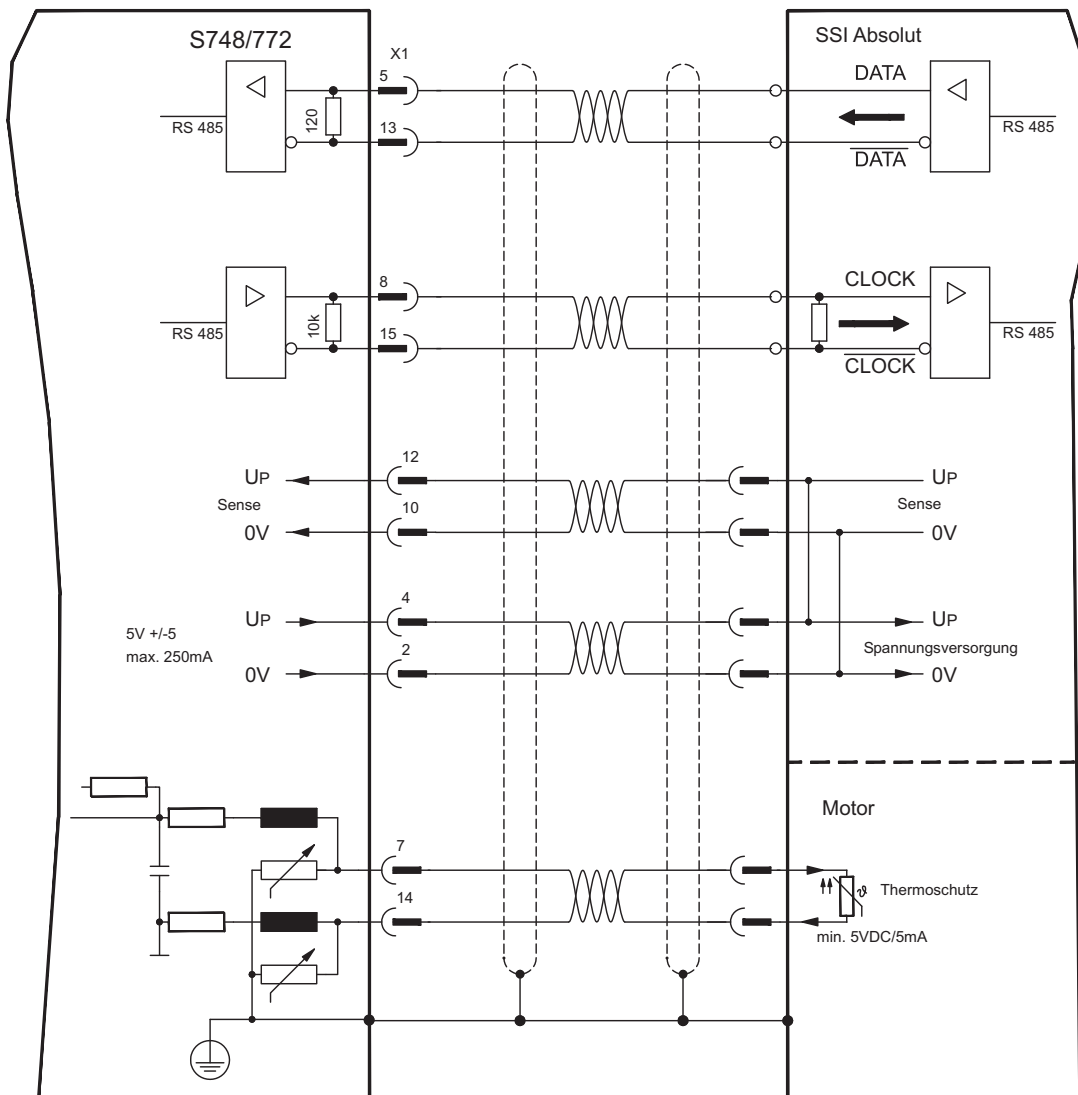 S748/772
X1
SSI Absolut
5
DATA
RS 485
120
13
DATA
RS 485
8
CLOCK
RS 485
10k
15
CLOCK
RS 485
12
UP
UP
Sense
10
Sense
0V
0V
4
UP
UP
5V +/-5
max. 250mA
2
Spannungsversorgung
0V
0V
Motor
7
14
ϑ
Thermoschutz
min. 5VDC/5mA